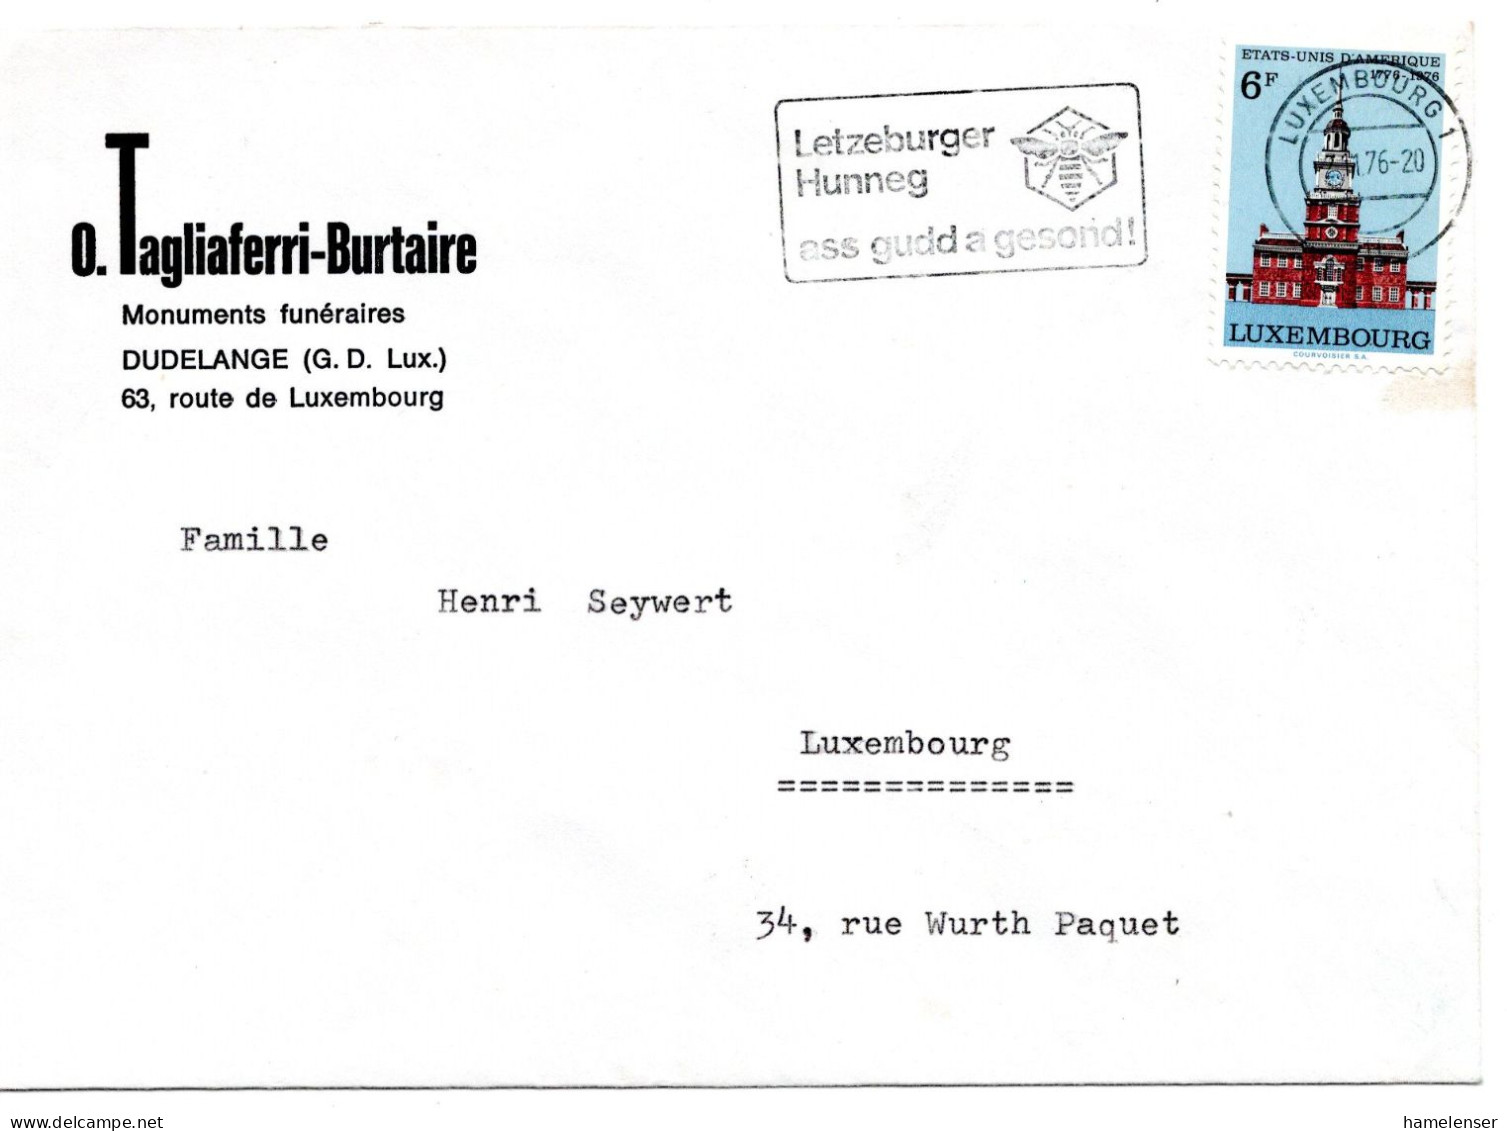 O. Tagliaferri-Burtaire
Monuments funéraires
DUDELANGE (G. D. Lux.)
63, route de Luxembourg
Letzeburger
Hunneg
ass gudd a gesond!
ETATS-UNIS D'AMERIQUE
1776-1976
6F
LUXEMBOURG 1
.76-20
LUXEMBOURG
COURVOISIER S.A.
Famille
Henri Seywert
Luxembourg
==============
34, rue Wurth Paquet
delcampe.net
hamelenser